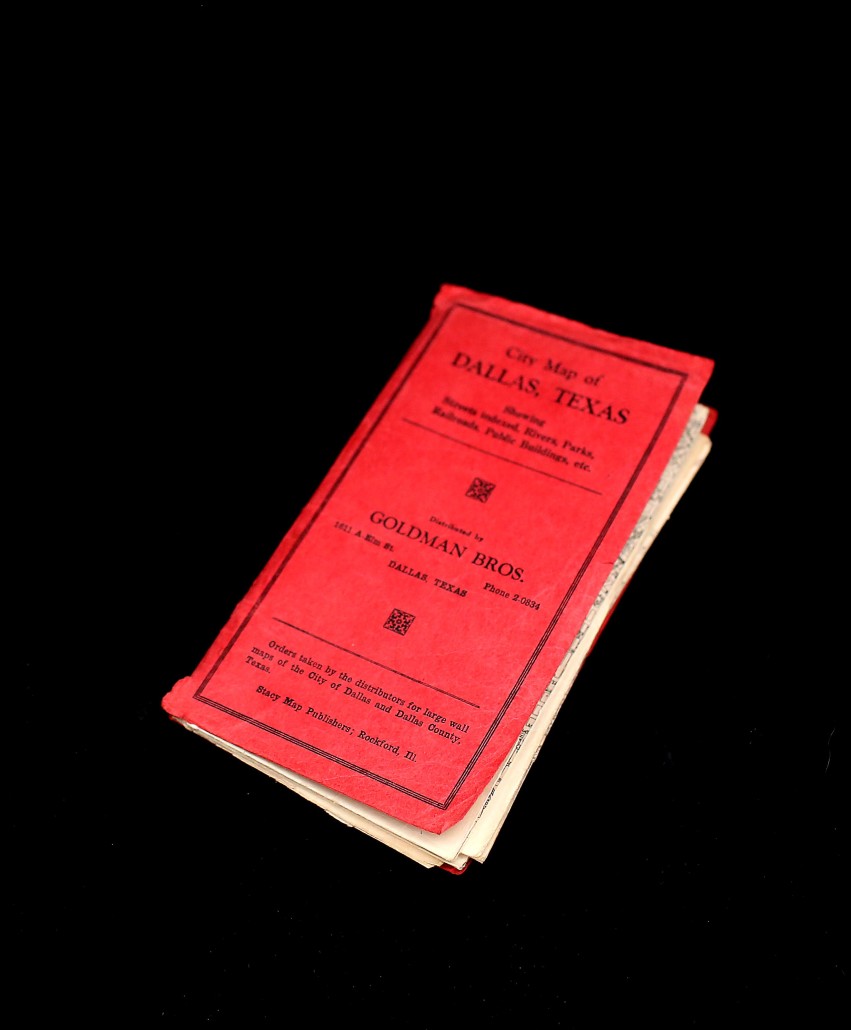 City Map of
DALLAS, TEXAS
Showing
Streets indexed, Rivers, Parks,
Railroads, Public Buildings, etc.
Distributed by
GOLDMAN BROS.
1611 A-Elm St. Phone 2-0834
DALLAS, TEXAS
Orders taken by the distributors for large wall
maps of the City of Dallas and Dallas County,
Texas.
Stacy Map Publishers; Rockford, Ill.